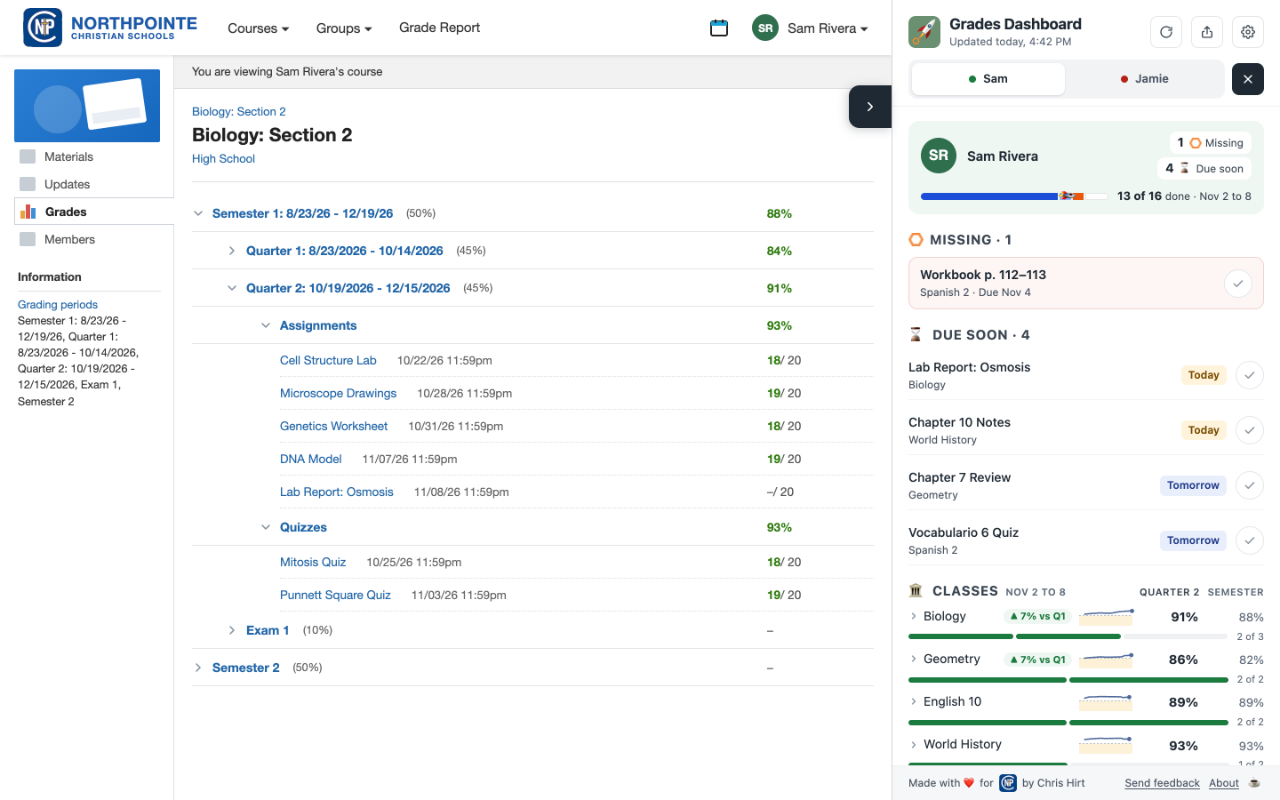 NORTHPOINTE
CHRISTIAN SCHOOLS
Courses
Groups
Grade Report
SR
Sam Rivera
You are viewing Sam Rivera's course
Materials
Updates
Grades
Members
Information
Grading periods
Semester 1: 8/23/26 -
12/19/26, Quarter 1:
8/23/2026 - 10/14/2026,
Quarter 2: 10/19/2026 -
12/15/2026, Exam 1,
Semester 2
Biology: Section 2
Biology: Section 2
High School
Semester 1: 8/23/26 - 12/19/26 (50%) 88%
Quarter 1: 8/23/2026 - 10/14/2026 (45%) 84%
Quarter 2: 10/19/2026 - 12/15/2026 (45%) 91%
Assignments 93%
Cell Structure Lab 10/22/26 11:59pm 18/ 20
Microscope Drawings 10/28/26 11:59pm 19/ 20
Genetics Worksheet 10/31/26 11:59pm 18/ 20
DNA Model 11/07/26 11:59pm 19/ 20
Lab Report: Osmosis 11/08/26 11:59pm –/ 20
Quizzes 93%
Mitosis Quiz 10/25/26 11:59pm 18/ 20
Punnett Square Quiz 11/03/26 11:59pm 19/ 20
Exam 1 (10%) –
Semester 2 (50%) –
Grades Dashboard
Updated today, 4:42 PM
Sam
Jamie
SR
Sam Rivera
1 Missing
4 Due soon
13 of 16 done · Nov 2 to 8
MISSING · 1
Workbook p. 112–113
Spanish 2 · Due Nov 4
DUE SOON · 4
Lab Report: Osmosis
Biology
Today
Chapter 10 Notes
World History
Today
Chapter 7 Review
Geometry
Tomorrow
Vocabulario 6 Quiz
Spanish 2
Tomorrow
CLASSES NOV 2 TO 8 QUARTER 2 SEMESTER
Biology ▲ 7% vs Q1 91% 88%
2 of 3
Geometry ▲ 7% vs Q1 86% 82%
2 of 2
English 10 89% 89%
2 of 2
World History 93% 93%
Made with ❤️ for NP by Chris Hirt
Send feedback
About